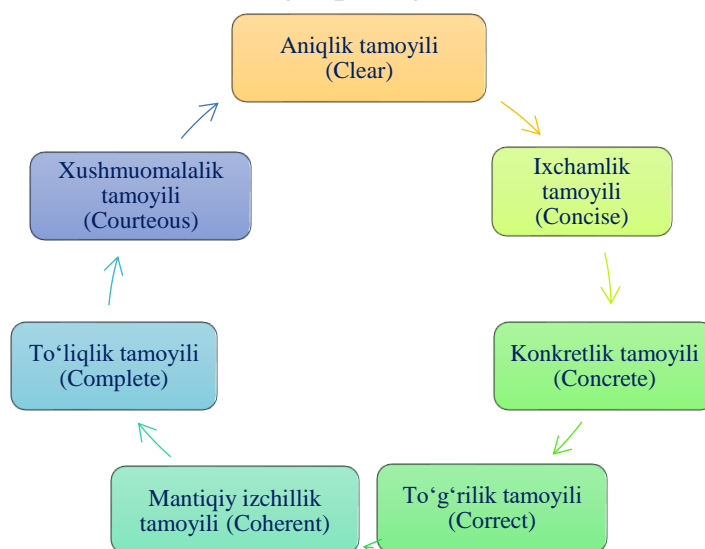 Aniqlik tamoyili
(Clear)
Ixchamlik
tamoyili
(Concise)
Konkretlik tamoyili
(Concrete)
To‘g‘rilik tamoyili
(Correct)
Mantiqiy izchillik
tamoyili (Coherent)
To‘liqlik tamoyili
(Complete)
Xushmuomalalik
tamoyili
(Courteous)